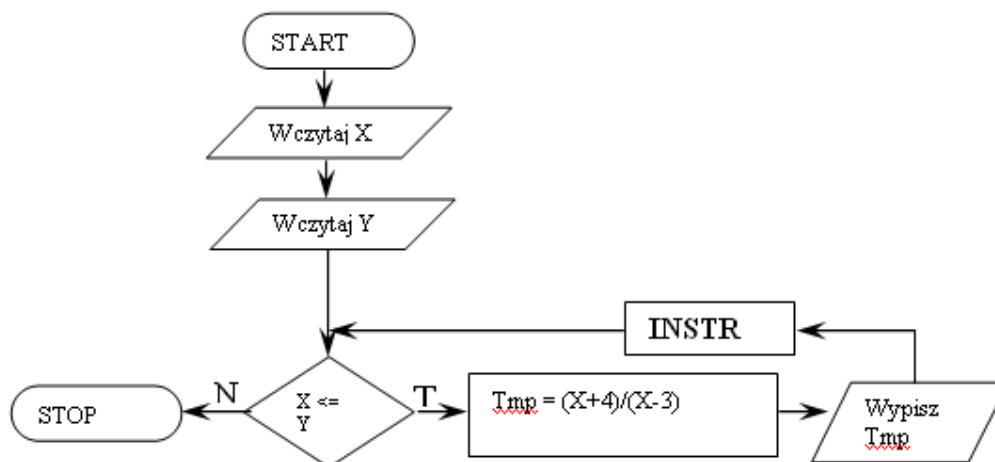 START
Wczytaj X
Wczytaj Y
INSTR
N
X <=
Y
T
Tmp = (X+4)/(X-3)
STOP
Wypisz
Tmp